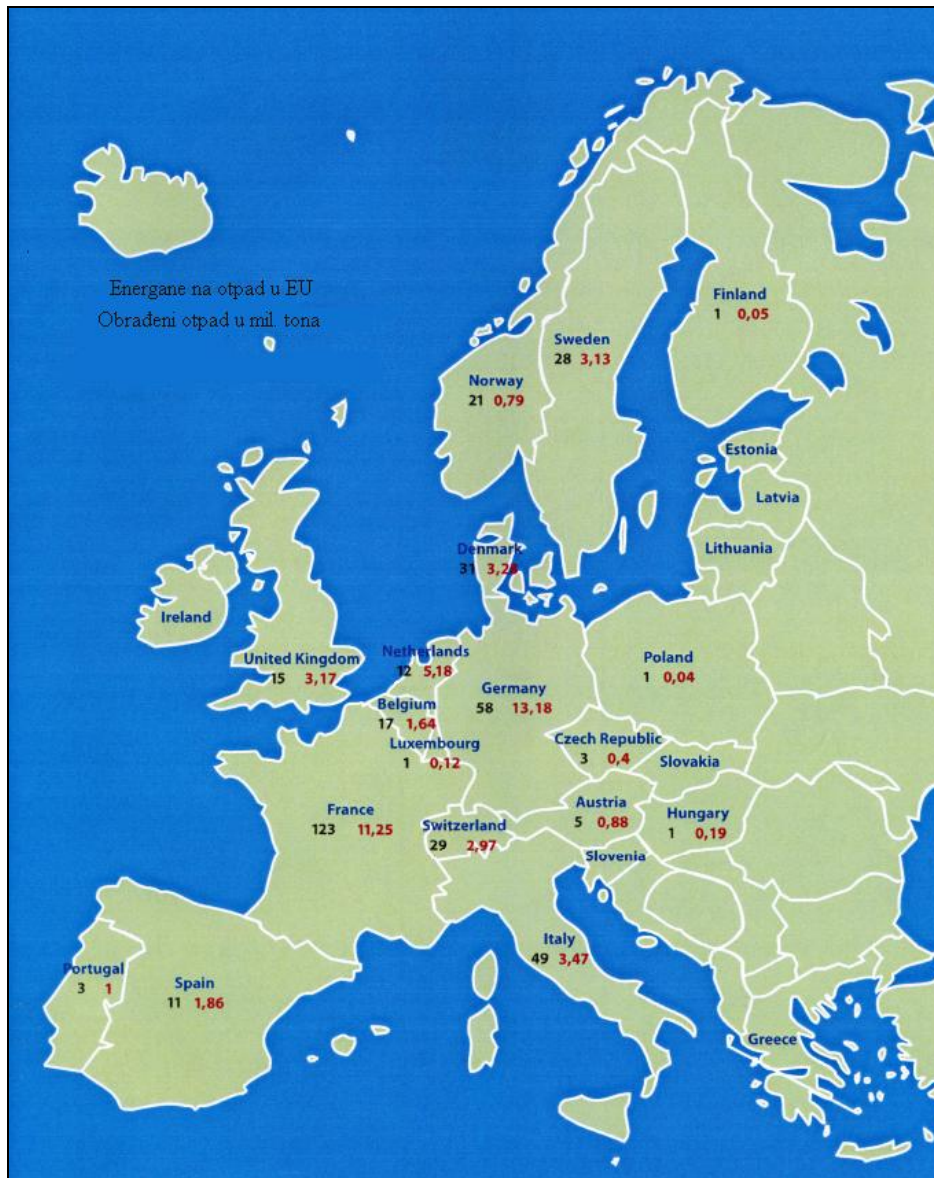 Energane na otpad u EU
Obrađeni otpad u mil. tona
Finland
1 0,05
Sweden
28 3,13
Norway
21 0,79
Estonia
Latvia
Denmark
31 3,28
Lithuania
Ireland
United Kingdom
15 3,17
Netherlands
12 5,18
Poland
1 0,04
Germany
58 13,18
Belgium
17 1,64
Luxembourg
1 0,12
Czech Republic
3 0,4
Slovakia
France
123 11,25
Switzerland
29 2,97
Austria
5 0,88
Hungary
1 0,19
Slovenia
Italy
49 3,47
Portugal
3 1
Spain
11 1,86
Greece